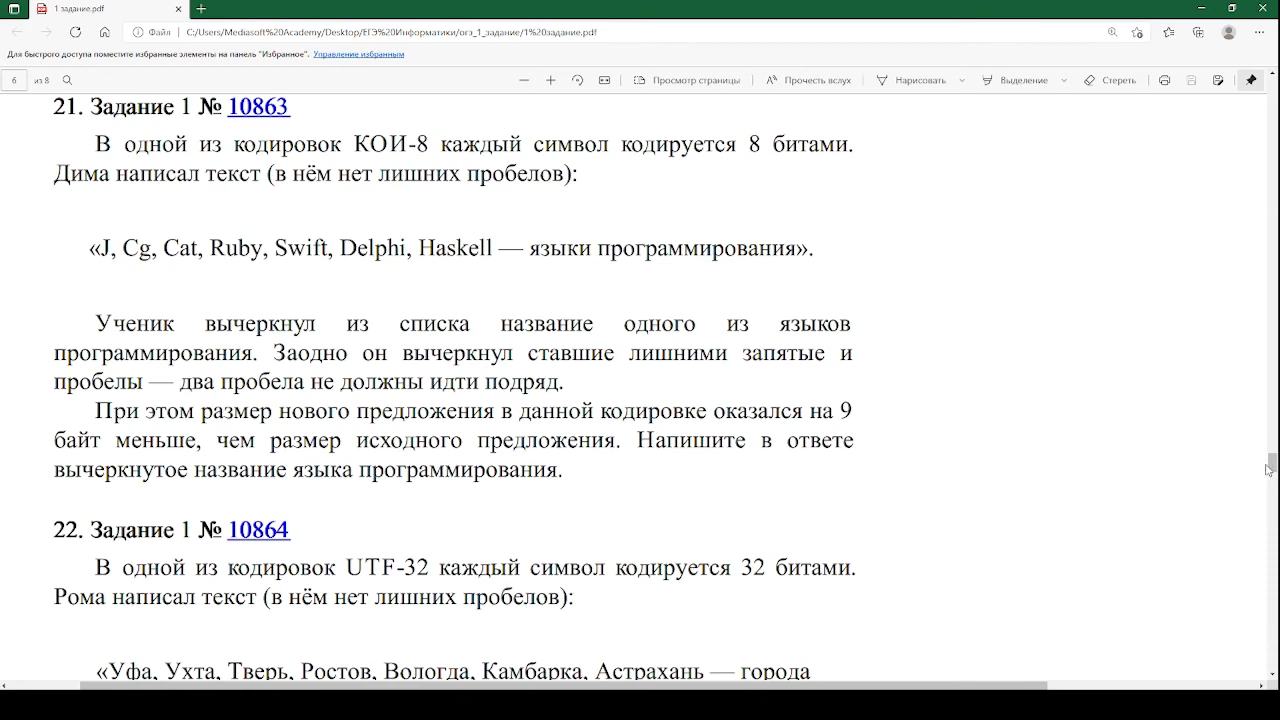 1 задание.pdf
Файл C:/Users/Mediasoft%20Academy/Desktop/ЕГЭ%20Информатики/огэ_1_задание/1%20задание.pdf
Для быстрого доступа поместите избранные элементы на панель "Избранное". Управление избранным
6 из 8 Просмотр страницы Прочесть вслух Нарисовать Выделение Стереть
21. Задание 1 № 10863
В одной из кодировок КОИ-8 каждый символ кодируется 8 битами.
Дима написал текст (в нём нет лишних пробелов):
«J, Cg, Cat, Ruby, Swift, Delphi, Haskell — языки программирования».
Ученик вычеркнул из списка название одного из языков
программирования. Заодно он вычеркнул ставшие лишними запятые и
пробелы — два пробела не должны идти подряд.
При этом размер нового предложения в данной кодировке оказался на 9
байт меньше, чем размер исходного предложения. Напишите в ответе
вычеркнутое название языка программирования.
22. Задание 1 № 10864
В одной из кодировок UTF-32 каждый символ кодируется 32 битами.
Рома написал текст (в нём нет лишних пробелов):
«Уфа, Ухта, Тверь, Ростов, Вологда, Камбарка, Астрахань — города